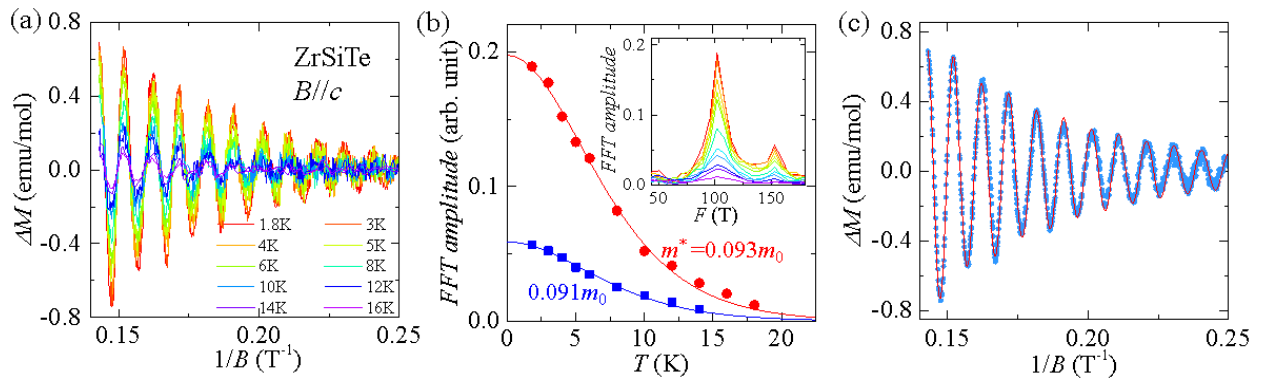 (a)
0.8
0.4
0.0
-0.4
-0.8
ΔM (emu/mol)
ZrSiTe
B//c
1.8K 3K
4K 5K
6K 8K
10K 12K
14K 16K
0.15 0.20 0.25
1/B (T⁻¹)
(b)
0.2
0.1
0.0
FFT amplitude (arb. unit)
m*=0.093m₀
0.091m₀
0 5 10 15 20
T (K)
0.2
0.1
0.0
FFT amplitude
50 100 150
F (T)
(c)
0.8
0.4
0.0
-0.4
-0.8
ΔM (emu/mol)
0.15 0.20 0.25
1/B (T⁻¹)